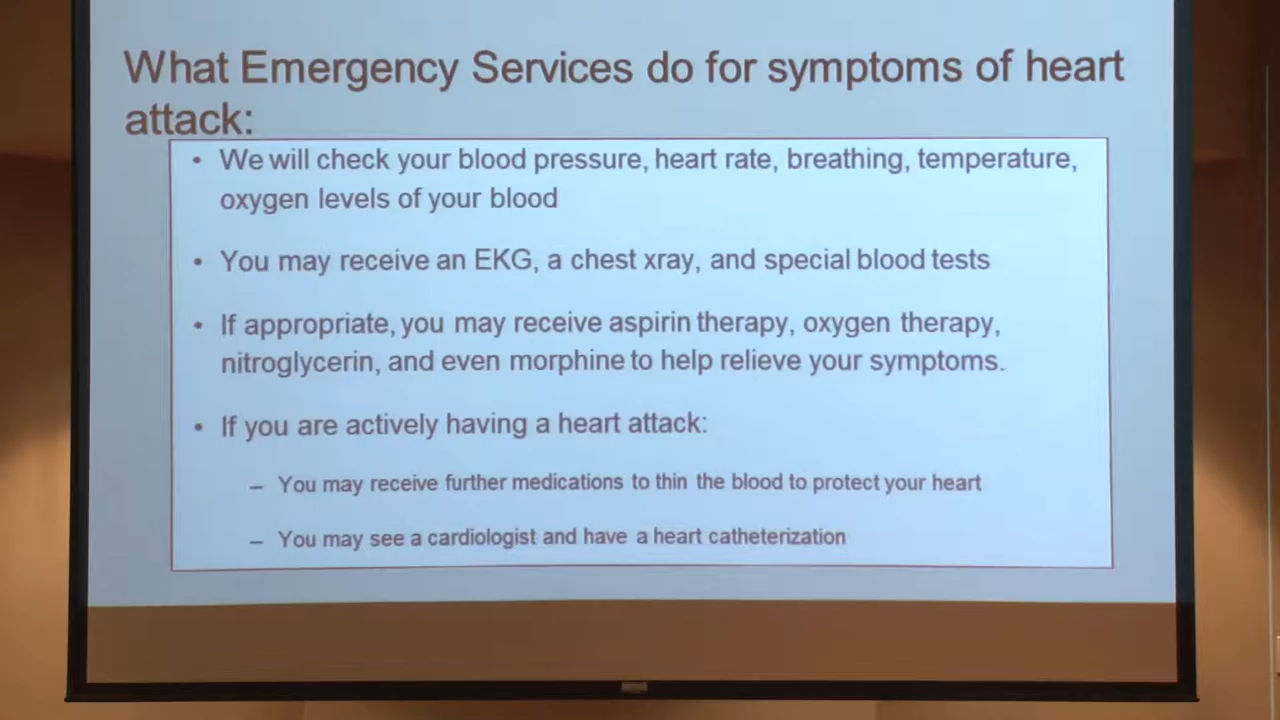 What Emergency Services do for symptoms of heart
attack:
• We will check your blood pressure, heart rate, breathing, temperature,
oxygen levels of your blood
• You may receive an EKG, a chest xray, and special blood tests
• If appropriate, you may receive aspirin therapy, oxygen therapy,
nitroglycerin, and even morphine to help relieve your symptoms.
• If you are actively having a heart attack:
– You may receive further medications to thin the blood to protect your heart
– You may see a cardiologist and have a heart catheterization